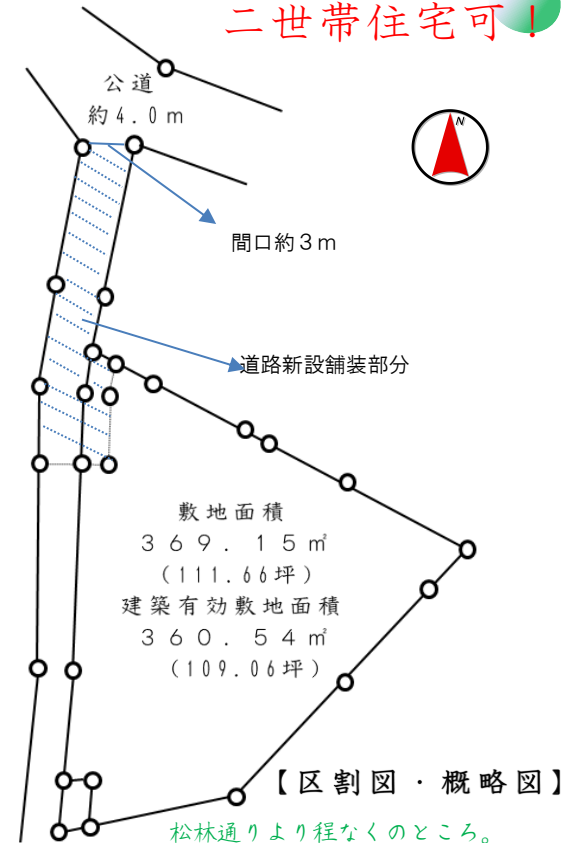 二世帯住宅可！
公道
約4.0m
N
間口約３ｍ
道路新設舗装部分
敷地面積
３６９．１５㎡
(111.66坪)
建築有効敷地面積
３６０．５４㎡
(109.06坪)
【区割図・概略図】
松林通りより程なくのところ。